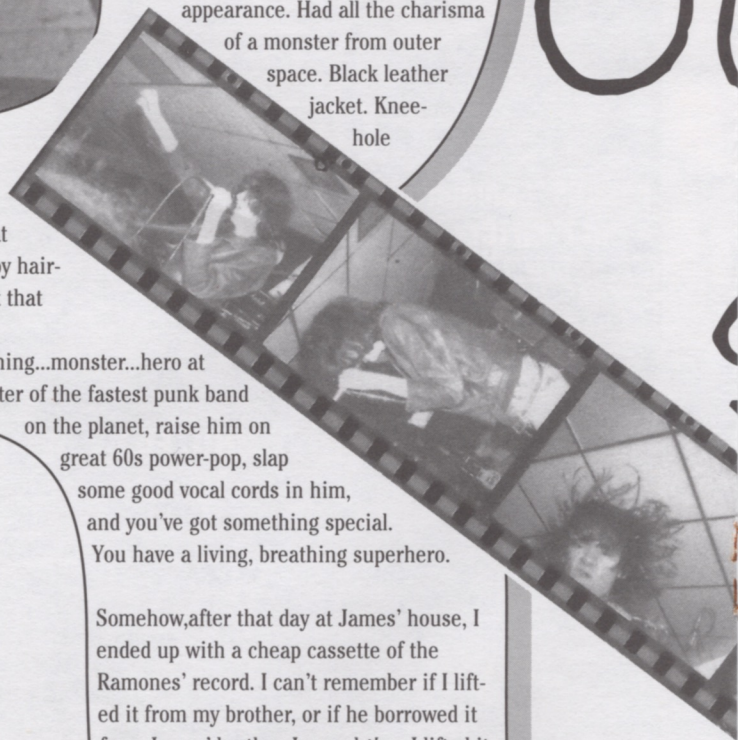 appearance. Had all the charisma
of a monster from outer
space. Black leather
jacket. Knee-
hole
hair-
that
ning...monster...hero at
ter of the fastest punk band
on the planet, raise him on
great 60s power-pop, slap
some good vocal cords in him,
and you've got something special.
You have a living, breathing superhero.
Somehow,after that day at James' house, I
ended up with a cheap cassette of the
Ramones' record. I can't remember if I lift-
ed it from my brother, or if he borrowed it